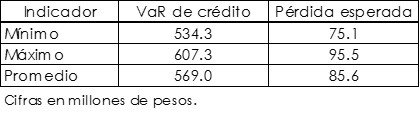 Indicador VaR de crédito Pérdida esperada
Mínimo 534.3 75.1
Máximo 607.3 95.5
Promedio 569.0 85.6
Cifras en millones de pesos.